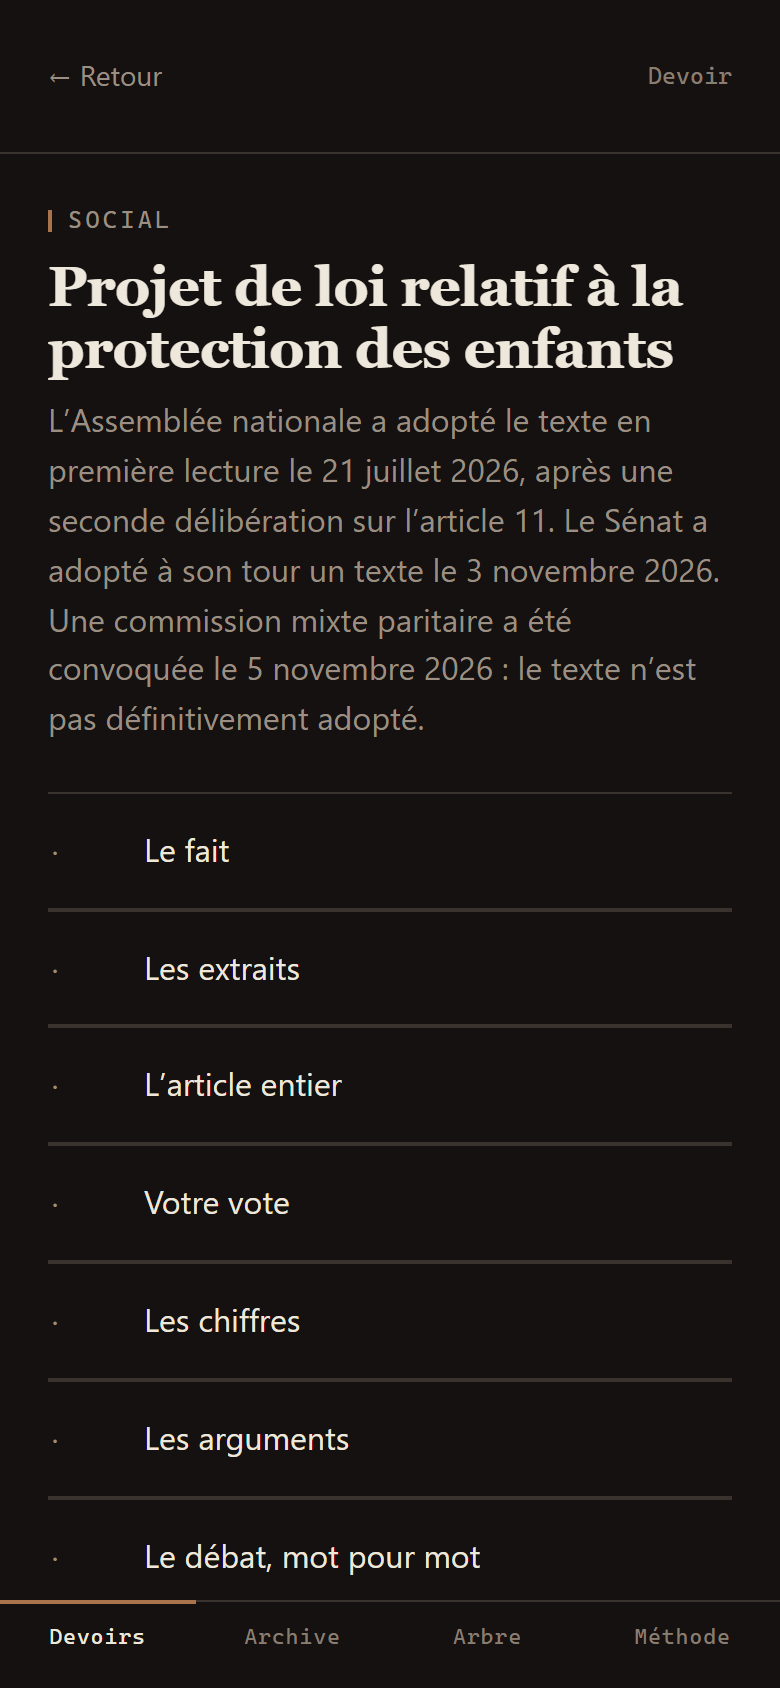 ← Retour
Devoir
SOCIAL
Projet de loi relatif à la
protection des enfants
L’Assemblée nationale a adopté le texte en
première lecture le 21 juillet 2026, après une
seconde délibération sur l’article 11. Le Sénat a
adopté à son tour un texte le 3 novembre 2026.
Une commission mixte paritaire a été
convoquée le 5 novembre 2026 : le texte n’est
pas définitivement adopté.
· Le fait
· Les extraits
· L’article entier
· Votre vote
· Les chiffres
· Les arguments
· Le débat, mot pour mot
Devoirs Archive Arbre Méthode